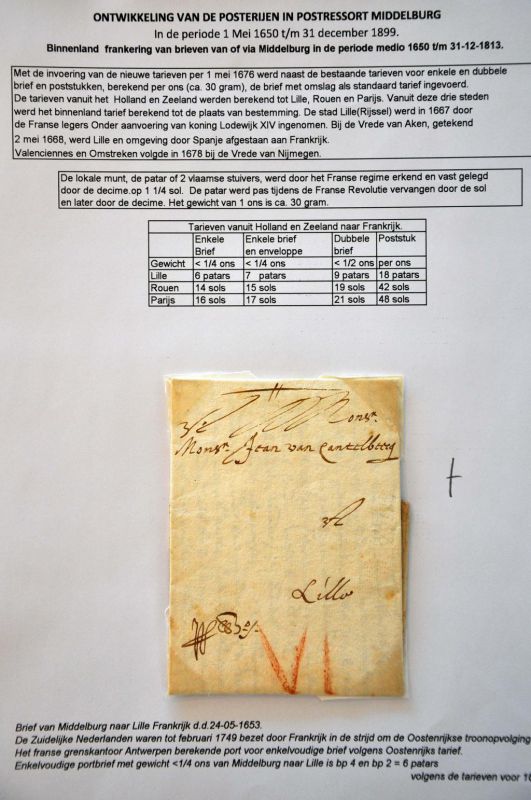 ONTWIKKELING VAN DE POSTERIJEN IN POSTRESSORT MIDDELBURG
In de periode 1 Mei 1650 t/m 31 december 1899.
Binnenland frankering van brieven van of via Middelburg in de periode medio 1650 t/m 31-12-1813.
Met de invoering van de nieuwe tarieven per 1 mei 1676 werd naast de bestaande tarieven voor enkele en dubbele
brief en poststukken, berekend per ons (ca. 30 gram), de brief met omslag als standaard tarief ingevoerd.
De tarieven vanuit het Holland en Zeeland werden berekend tot Lille, Rouen en Parijs. Vanuit deze drie steden
werd het binnenland tarief berekend tot de plaats van bestemming. De stad Lille(Rijssel) werd in 1667 door
de Franse legers Onder aanvoering van koning Lodewijk XIV ingenomen. Bij de Vrede van Aken, getekend
2 mei 1668, werd Lille en omgeving door Spanje afgestaan aan Frankrijk.
Valenciennes en Omstreken volgde in 1678 bij de Vrede van Nijmegen.
De lokale munt, de patar of 2 vlaamse stuivers, werd door het Franse regime erkend en vast gelegd
door de decime.op 1 1/4 sol. De patar werd pas tijdens de Franse Revolutie vervangen door de sol
en later door de decime. Het gewicht van 1 ons is ca. 30 gram.
Tarieven vanuit Holland en Zeeland naar Frankrijk.
Enkele Enkele brief Dubbele Poststuk
Brief en enveloppe brief
Gewicht < 1/4 ons < 1/4 ons < 1/2 ons per ons
Lille 6 patars 7 patars 9 patars 18 patars
Rouen 14 sols 15 sols 19 sols 42 sols
Parijs 16 sols 17 sols 21 sols 48 sols
Monsr.
Monsr. Jean van
Lille
VI
Brief van Middelburg naar Lille Frankrijk d.d.24-05-1653.
De Zuidelijke Nederlanden waren tot februari 1749 bezet door Frankrijk in de strijd om de Oostenrijkse troonopvolging
Het franse grenskantoor Antwerpen berekende port voor enkelvoudige brief volgens Oostenrijks tarief.
Enkelvoudige portbrief met gewicht <1/4 ons van Middelburg naar Lille is bp 4 en bp 2 = 6 patars
volgens de tarieven voor